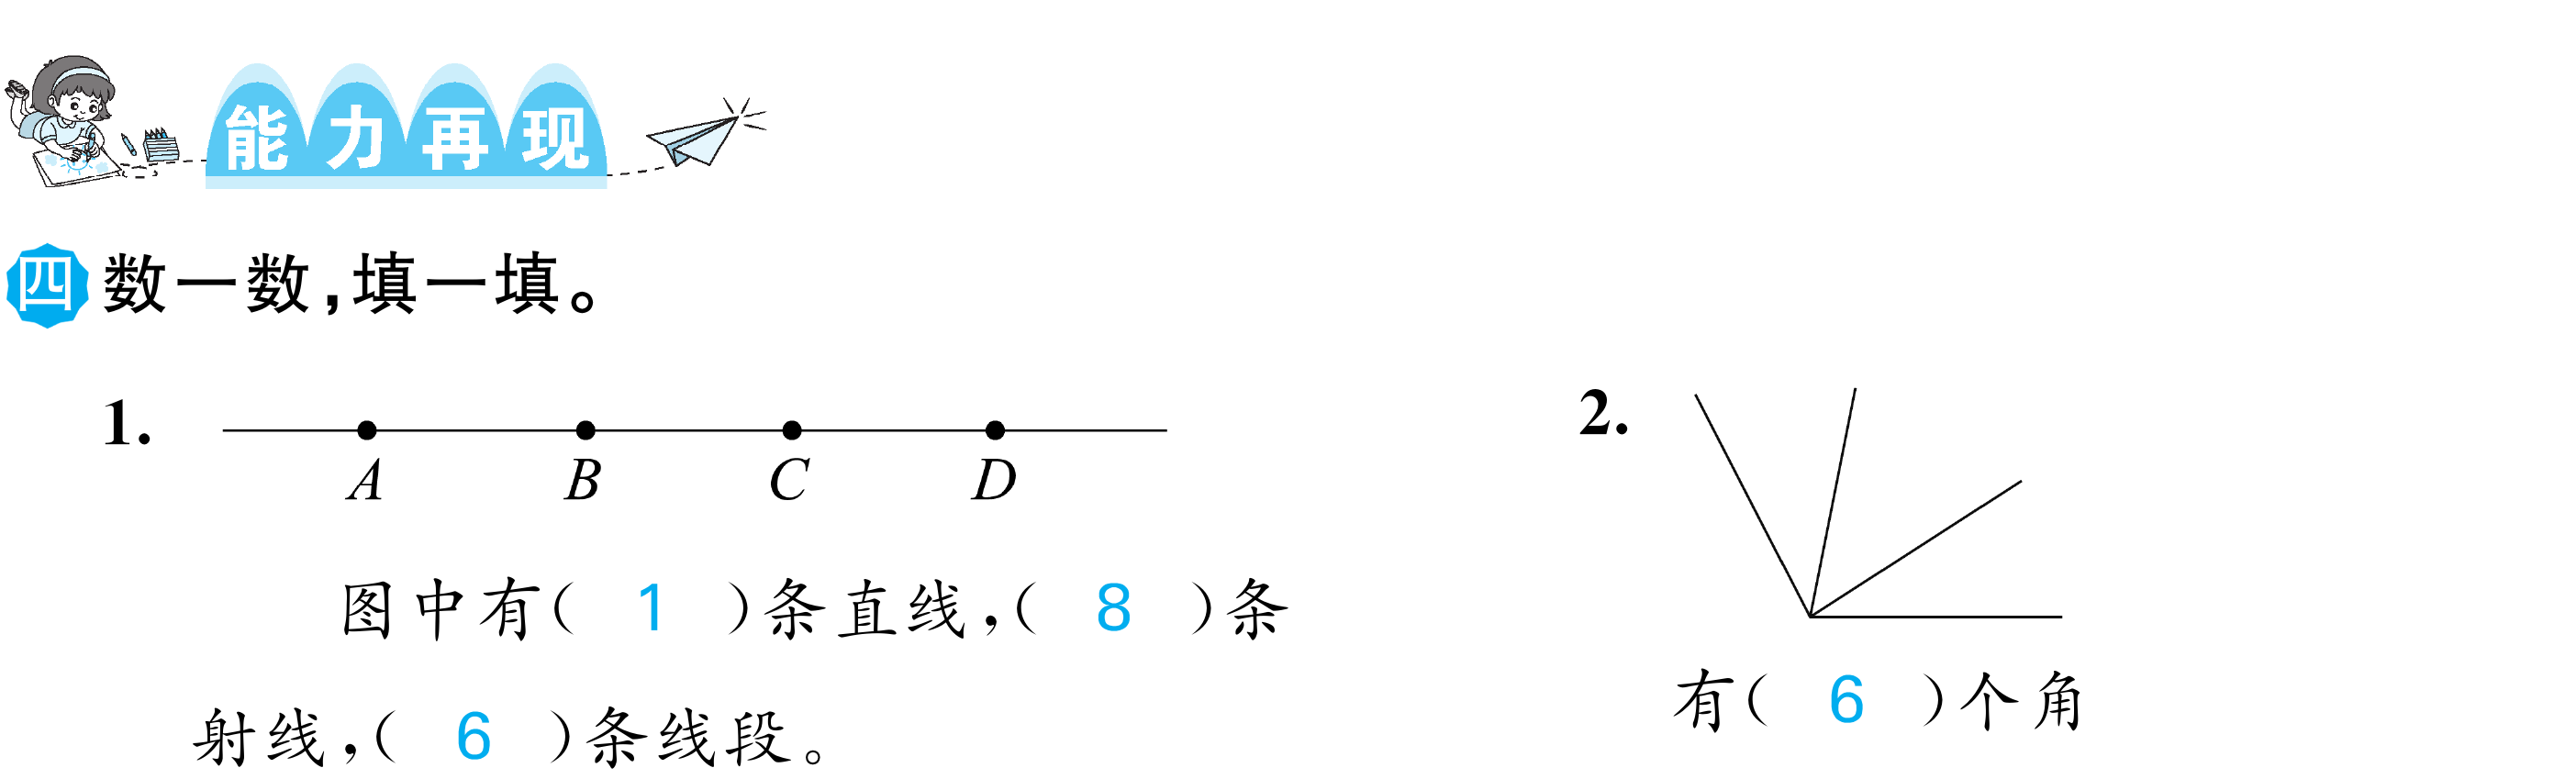 能力再现
四 数一数,填一填。
1.
A B C D
图中有( 1 )条直线,( 8 )条
射线,( 6 )条线段。
2.
有( 6 )个角